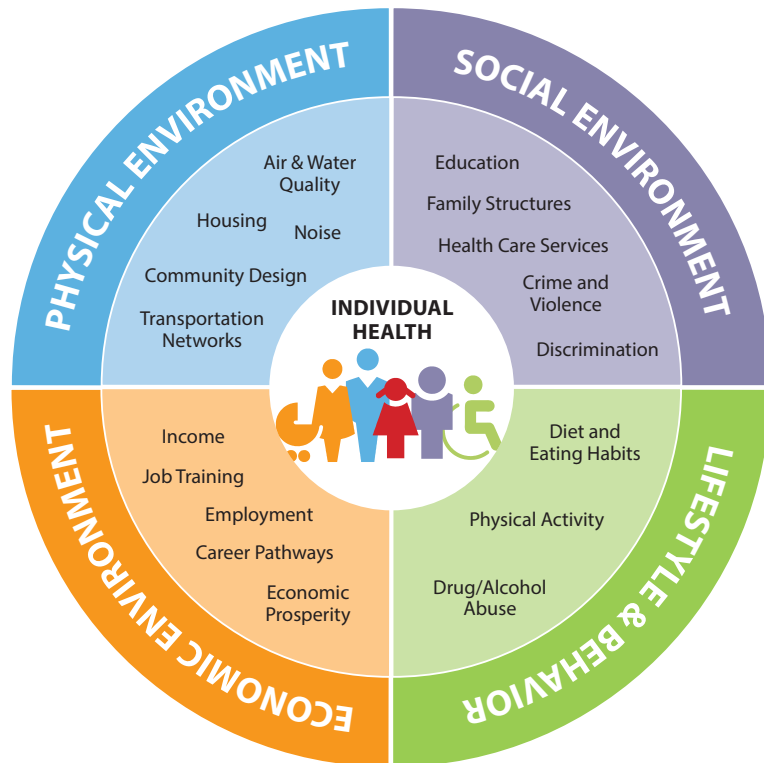 PHYSICAL ENVIRONMENT
Air & Water
Quality
Housing
Noise
Community Design
Transportation
Networks
SOCIAL ENVIRONMENT
Education
Family Structures
Health Care Services
Crime and
Violence
Discrimination
INDIVIDUAL
HEALTH
ECONOMIC ENVIRONMENT
Income
Job Training
Employment
Career Pathways
Economic
Prosperity
LIFESTYLE & BEHAVIOR
Diet and
Eating Habits
Physical Activity
Drug/Alcohol
Abuse